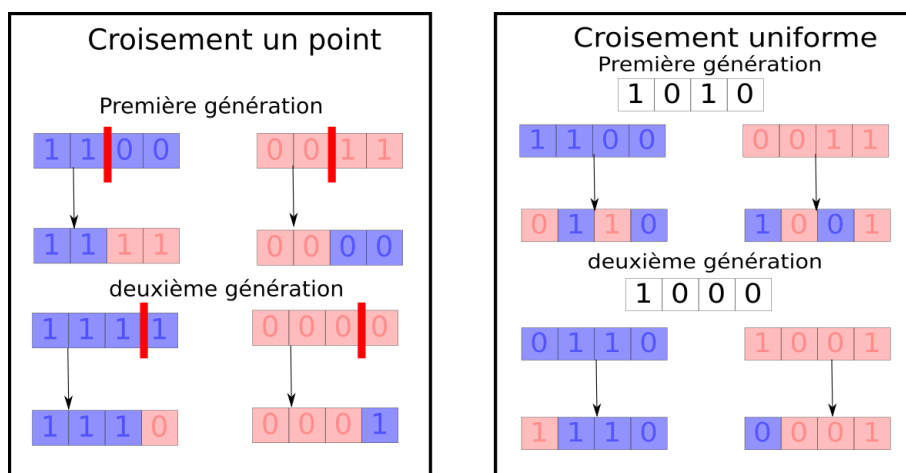 Croisement un point
Première génération
1 1 0 0
0 0 1 1
1 1 1 1
0 0 0 0
deuxième génération
1 1 1 1
0 0 0 0
1 1 1 0
0 0 0 1
Croisement uniforme
Première génération
1 0 1 0
1 1 0 0
0 0 1 1
0 1 1 0
1 0 0 1
deuxième génération
1 0 0 0
0 1 1 0
1 0 0 1
1 1 1 0
0 0 0 1